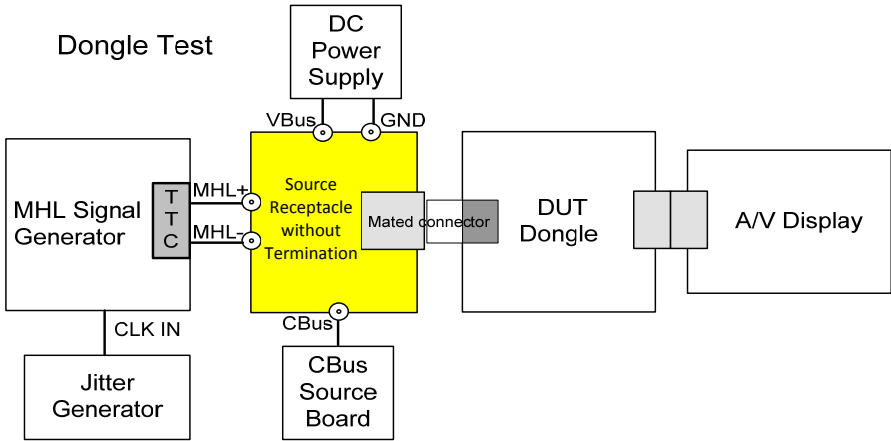 Dongle Test
DC
Power
Supply
VBus
GND
MHL Signal
Generator
T
T
C
MHL+
MHL-
Source
Receptacle
without
Termination
Mated connector
DUT
Dongle
A/V Display
CLK IN
CBus
Jitter
Generator
CBus
Source
Board